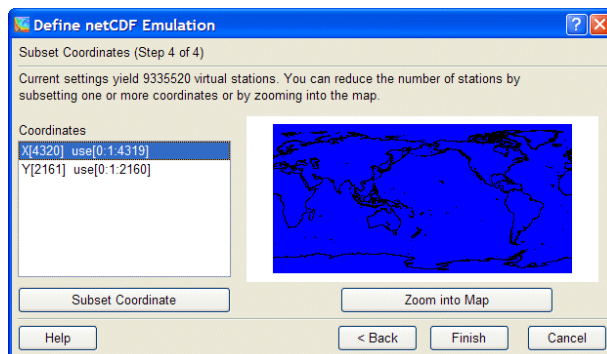 Define netCDF Emulation
Subset Coordinates (Step 4 of 4)
Current settings yield 9335520 virtual stations. You can reduce the number of stations by
subsetting one or more coordinates or by zooming into the map.
Coordinates
X[4320] use[0:1:4319]
Y[2161] use[0:1:2160]
Subset Coordinate
Zoom into Map
Help
< Back
Finish
Cancel